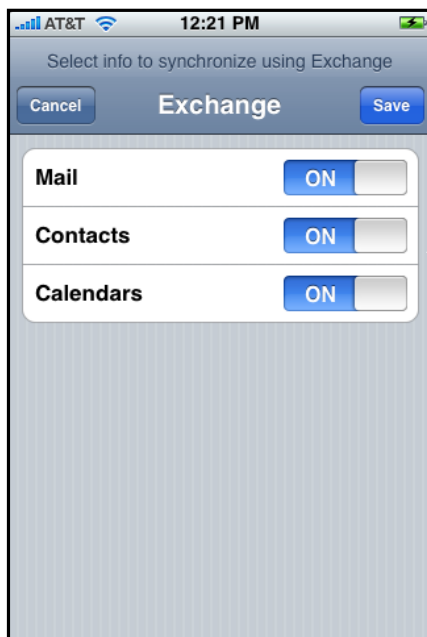 AT&T 12:21 PM
Select info to synchronize using Exchange
Cancel Exchange Save
Mail ON
Contacts ON
Calendars ON